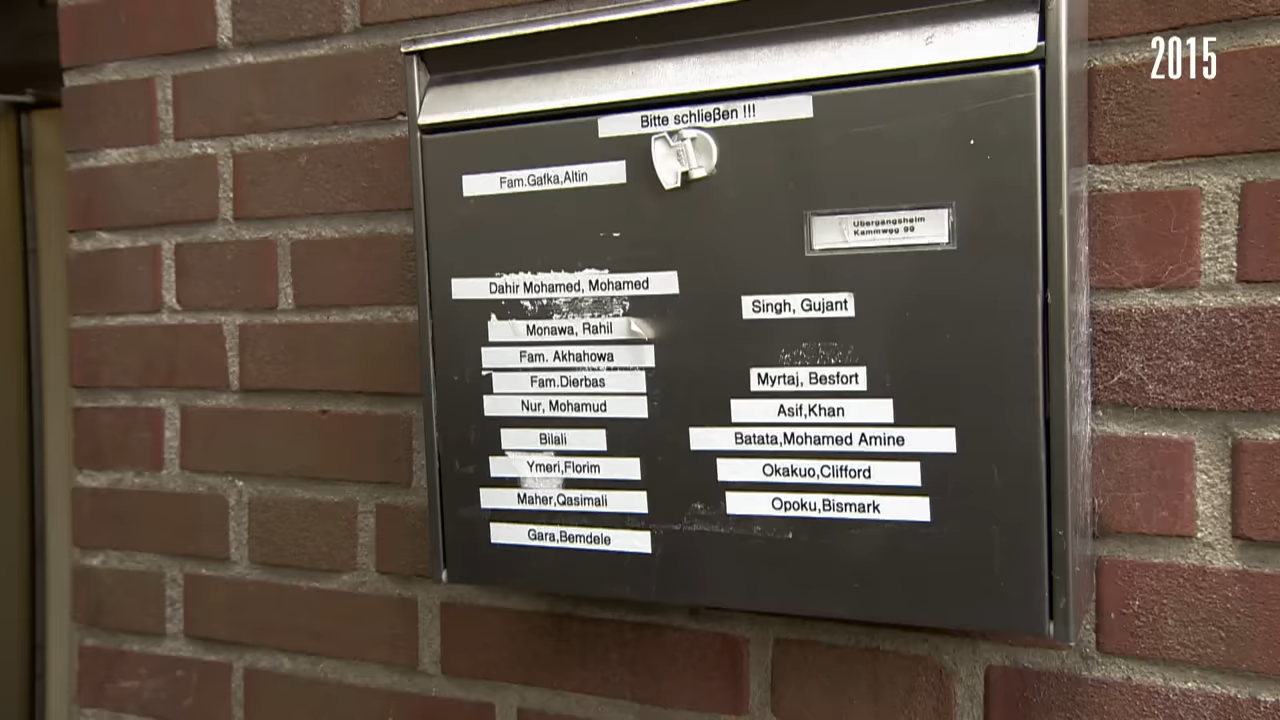 2015
Bitte schließen !!!
Fam.Gafka,Altin
Übergangsheim
Kammweg 99
Dahir Mohamed, Mohamed
Monawa, Rahil
Fam. Akhahowa
Fam.Dierbas
Nur, Mohamud
Bilali
Ymeri,Florim
Maher,Qasimali
Gara,Bemdele
Singh, Gujant
Myrtaj, Besfort
Asif,Khan
Batata,Mohamed Amine
Okakuo,Clifford
Opoku,Bismark